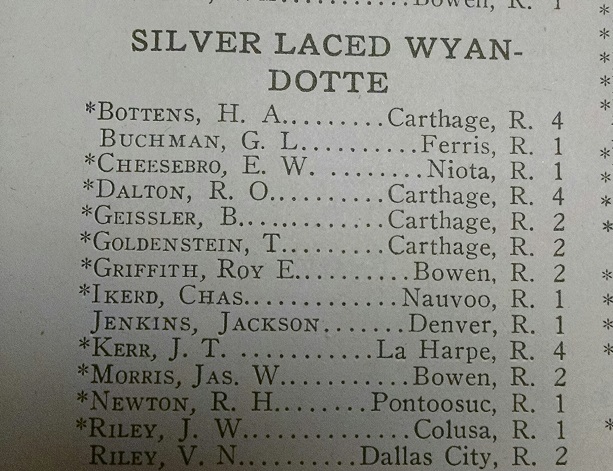 Bowen, R. 1
SILVER LACED WYAN-
DOTTE
*BOTTENS, H. A..........Carthage, R. 4
BUCHMAN, G. L............Ferris, R. 1
*CHEESEBRO, E. W. .........Niota, R. 1
*DALTON, R. O...........Carthage, R. 4
*GEISSLER, B.............Carthage, R. 2
*GOLDENSTEIN, T.........Carthage, R. 2
*GRIFFITH, ROY E..........Bowen, R. 2
*IKERD, CHAS.............Nauvoo, R. 1
JENKINS, JACKSON.......Denver, R. 1
*KERR, J. T. ............La Harpe, R. 4
*MORRIS, JAS. W...........Bowen, R. 2
*NEWTON, R. H........Pontoosuc, R. 1
*RILEY, J. W..............Colusa, R. 1
RILEY, V. N..........Dallas City, R. 2